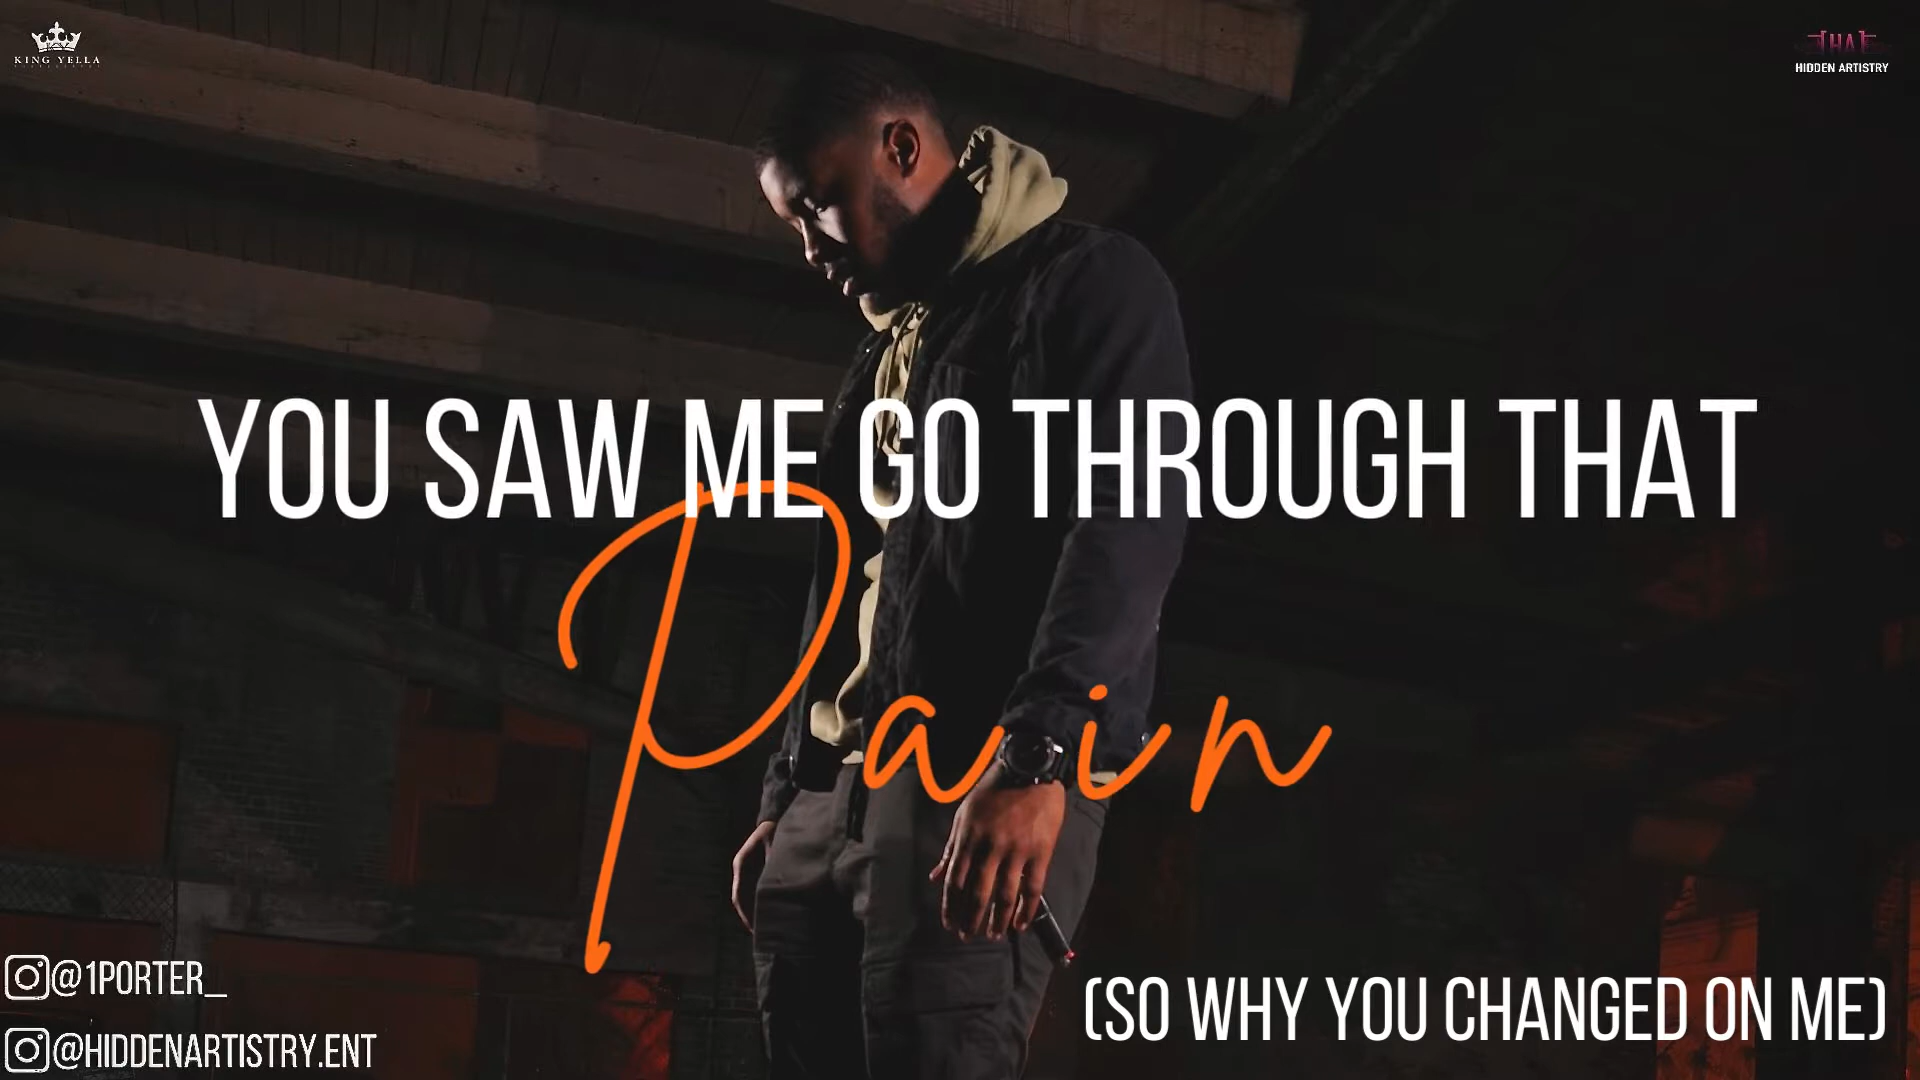 KING YELLA
THA
HIDDEN ARTISTRY
YOU SAW ME GO THROUGH THAT
Pain
@1PORTER_
(SO WHY YOU CHANGED ON ME)
@HIDDENARTISTRY.ENT